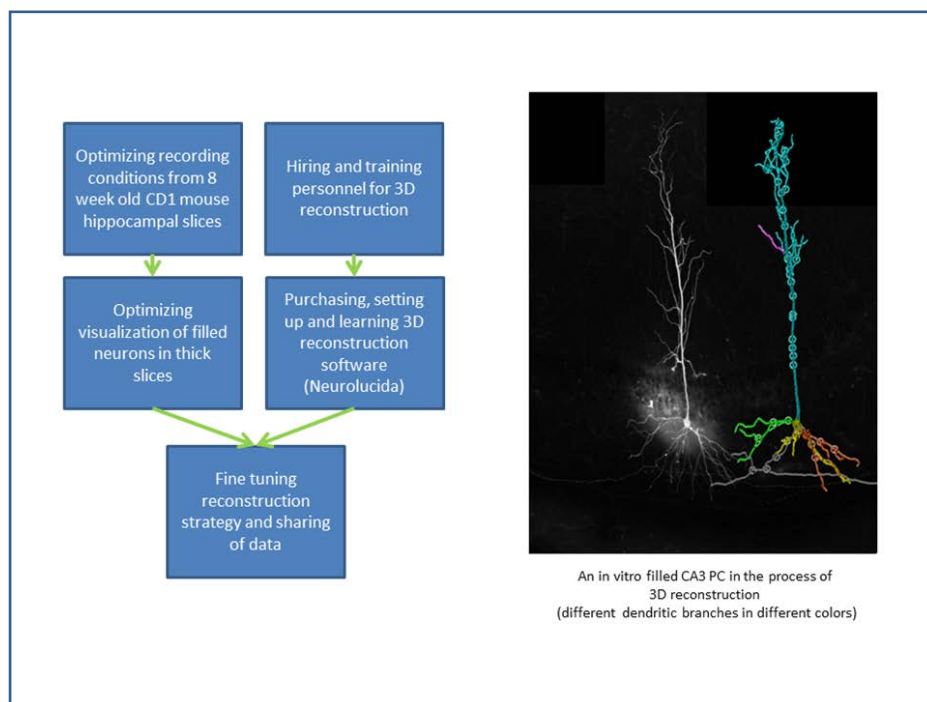 Optimizing recording
conditions from 8
week old CD1 mouse
hippocampal slices
Hiring and training
personnel for 3D
reconstruction
Optimizing
visualization of filled
neurons in thick
slices
Purchasing, setting
up and learning 3D
reconstruction
software
(Neurolucida)
Fine tuning
reconstruction
strategy and sharing
of data
An in vitro filled CA3 PC in the process of
3D reconstruction
(different dendritic branches in different colors)